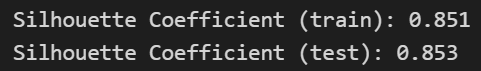 Silhouette Coefficient (train): 0.851
Silhouette Coefficient (test): 0.853